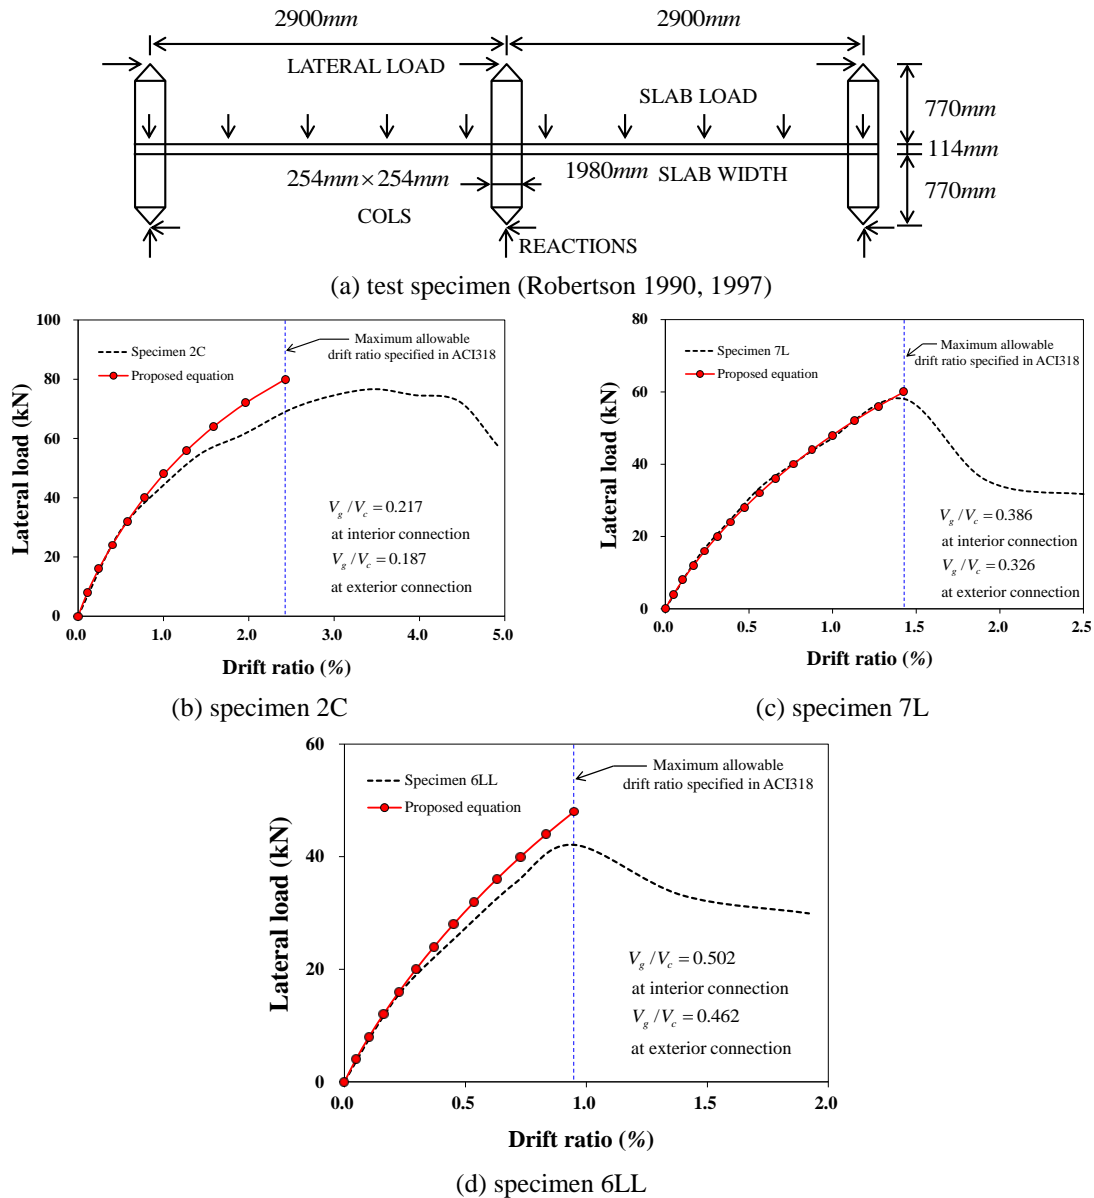 2900mm 2900mm
LATERAL LOAD
SLAB LOAD
770mm
114mm
254mm×254mm 1980mm SLAB WIDTH
770mm
COLS
REACTIONS
(a) test specimen (Robertson 1990, 1997)
100
80
60
40
20
0
0.0 1.0 2.0 3.0 4.0 5.0
Lateral load (kN)
Drift ratio (%)
Specimen 2C
Proposed equation
Maximum allowable
drift ratio specified in ACI318
V_g/V_c=0.217
at interior connection
V_g/V_c=0.187
at exterior connection
(b) specimen 2C
80
60
40
20
0
0.0 0.5 1.0 1.5 2.0 2.5
Lateral load (kN)
Drift ratio (%)
Specimen 7L
Proposed equation
Maximum allowable
drift ratio specified in ACI318
V_g/V_c=0.386
at interior connection
V_g/V_c=0.326
at exterior connection
(c) specimen 7L
60
40
20
0
0.0 0.5 1.0 1.5 2.0
Lateral load (kN)
Drift ratio (%)
Specimen 6LL
Proposed equation
Maximum allowable
drift ratio specified in ACI318
V_g/V_c=0.502
at interior connection
V_g/V_c=0.462
at exterior connection
(d) specimen 6LL